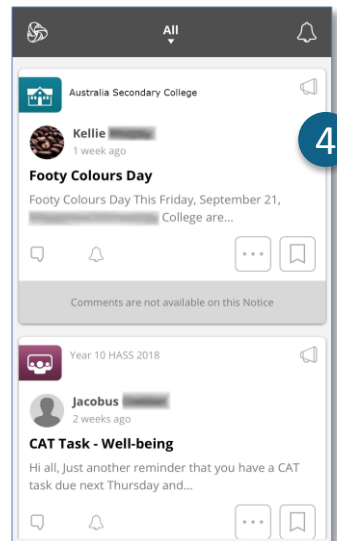 All
Australia Secondary College
Kellie
1 week ago
4
Footy Colours Day
Footy Colours Day This Friday, September 21,
College are...
Comments are not available on this Notice
Year 10 HASS 2018
Jacobus
2 weeks ago
CAT Task - Well-being
Hi all, Just another reminder that you have a CAT
task due next Thursday and...